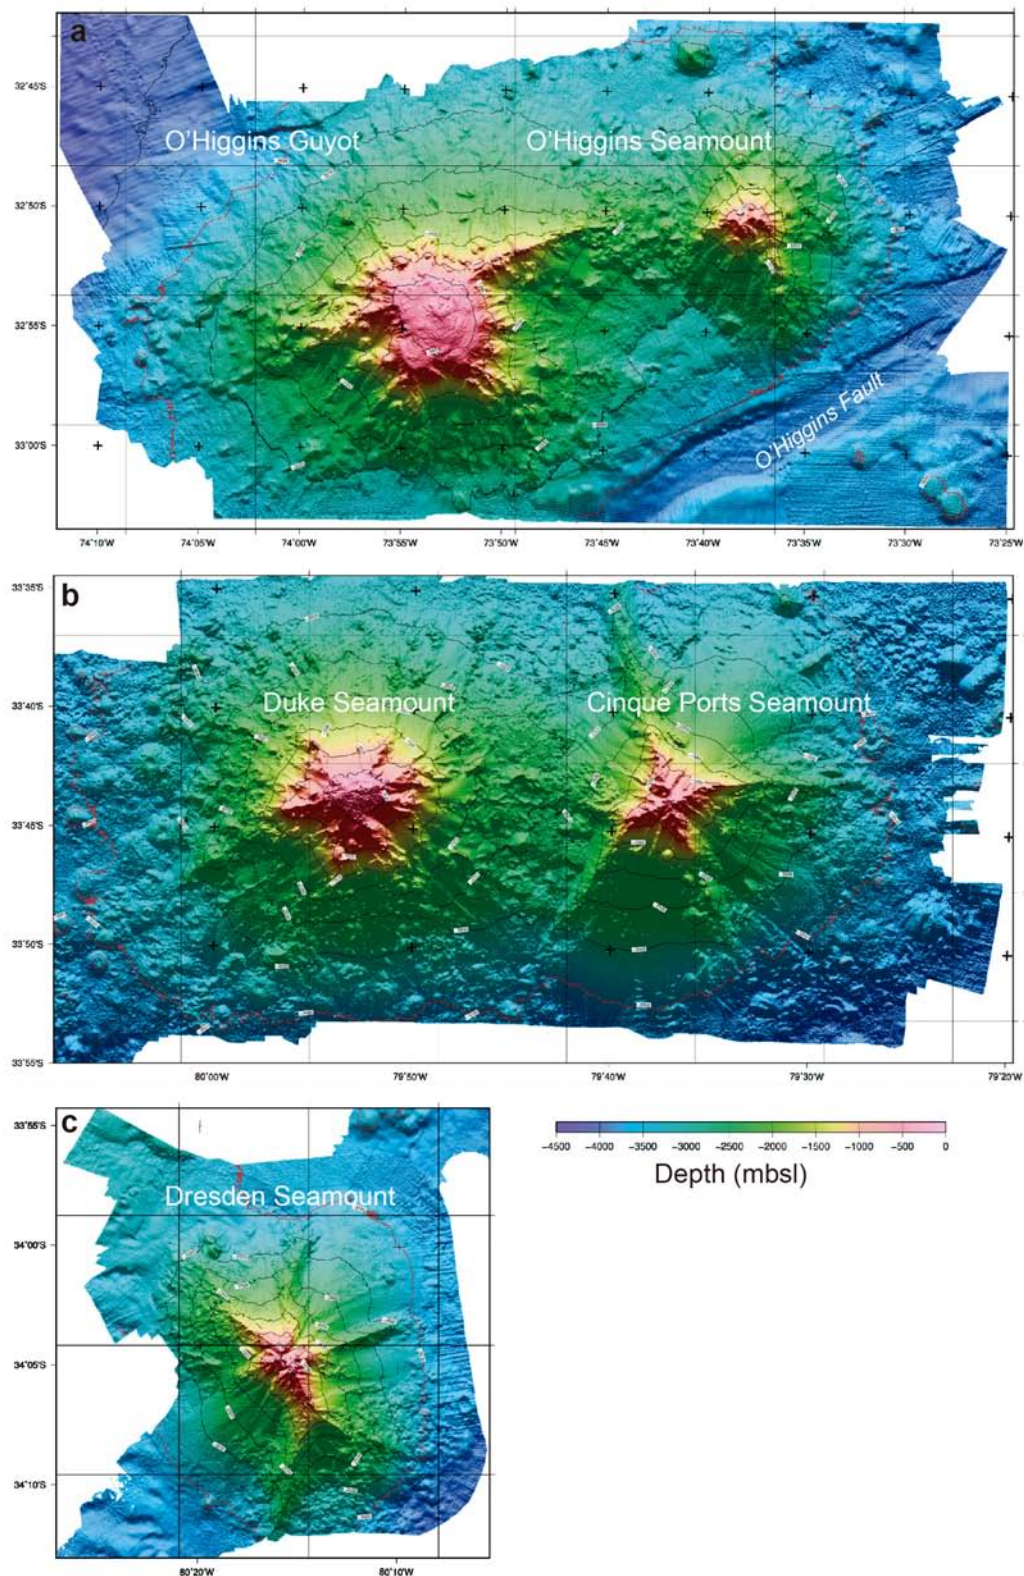 a
32°45'S
O'Higgins Guyot
O'Higgins Seamount
32°50'S
32°55'S
33°00'S
O'Higgins Fault
74°10'W 74°05'W 74°00'W 73°55'W 73°50'W 73°45'W 73°40'W 73°35'W 73°30'W 73°25'W
b
33°35'S
33°40'S
Duke Seamount
Cinque Ports Seamount
33°45'S
33°50'S
33°55'S
80°00'W 79°50'W 79°40'W 79°30'W 79°20'W
c
33°55'S
-4500 -4000 -3500 -3000 -2500 -2000 -1500 -1000 -500 0
Depth (mbsl)
Dresden Seamount
34°00'S
34°05'S
34°10'S
80°20'W 80°10'W